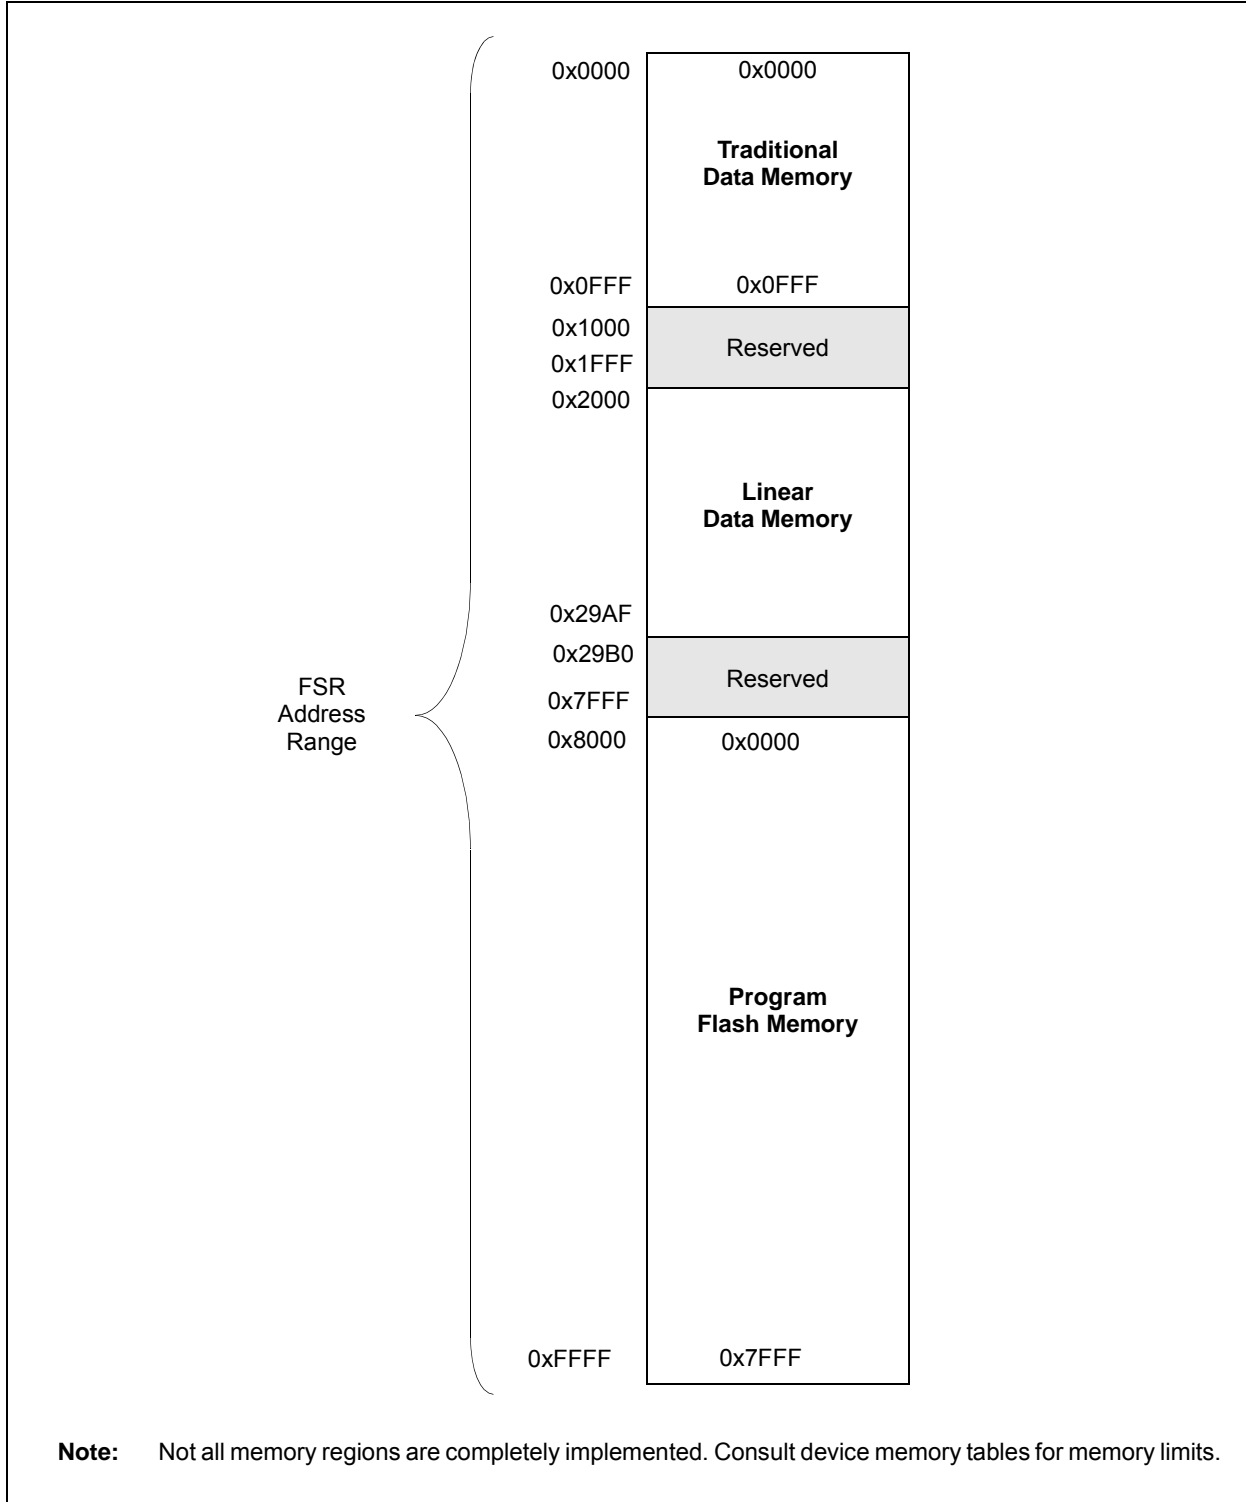 0x0000 0x0000
Traditional
Data Memory
0x0FFF 0x0FFF
0x1000
Reserved
0x1FFF
0x2000
Linear
Data Memory
0x29AF
0x29B0
Reserved
0x7FFF
FSR
Address
Range
0x8000 0x0000
Program
Flash Memory
0xFFFF 0x7FFF
Note: Not all memory regions are completely implemented. Consult device memory tables for memory limits.